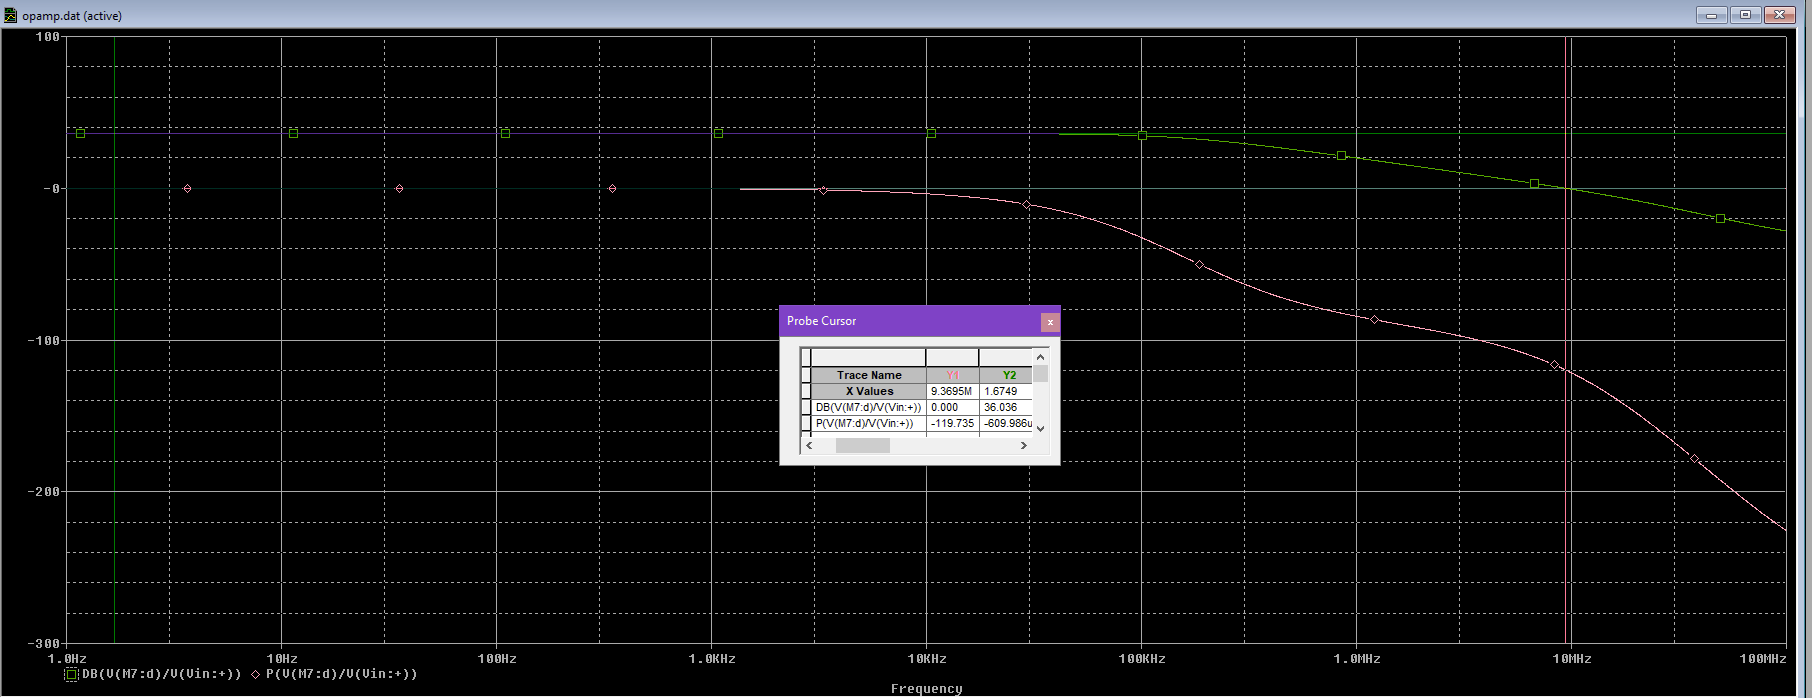 opamp.dat (active)
100
-0
-100
-200
-300
1.0Hz 10Hz 100Hz 1.0KHz 10KHz 100KHz 1.0MHz 10MHz 100MHz
DB(V(M7:d)/V(Vin:+)) P(V(M7:d)/V(Vin:+))
Frequency
Probe Cursor
Trace Name Y1 Y2
X Values 9.3695M 1.6749
DB(V(M7:d)/V(Vin:+)) 0.000 36.036
P(V(M7:d)/V(Vin:+)) -119.735 -609.986u